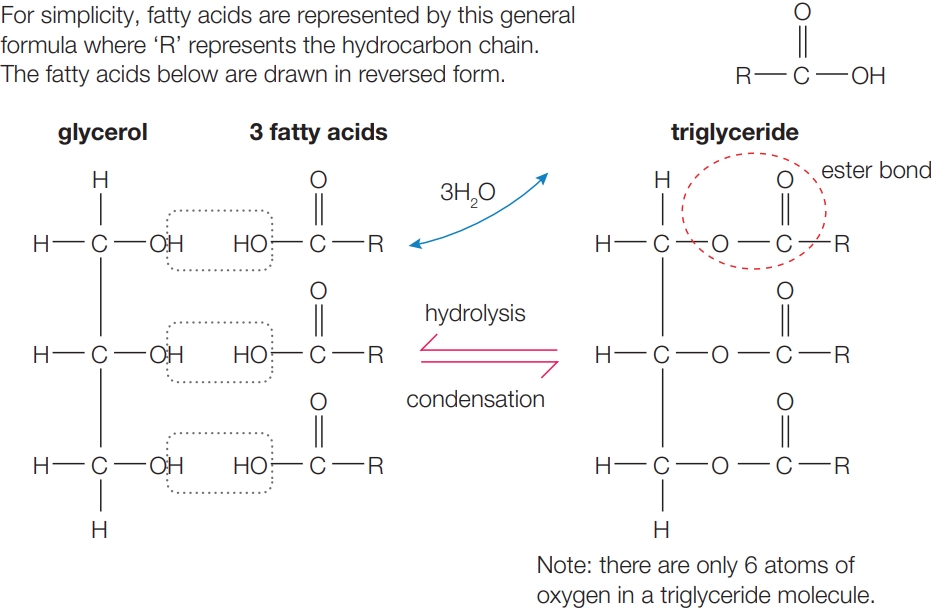 For simplicity, fatty acids are represented by this general
formula where ‘R’ represents the hydrocarbon chain.
The fatty acids below are drawn in reversed form.
O
R C OH
glycerol 3 fatty acids triglyceride
H O H O ester bond
3H₂O
H C OH HO C R H C O C R
O O
hydrolysis
H C OH HO C R H C O C R
condensation
O O
H C OH HO C R H C O C R
H H
Note: there are only 6 atoms of
oxygen in a triglyceride molecule.